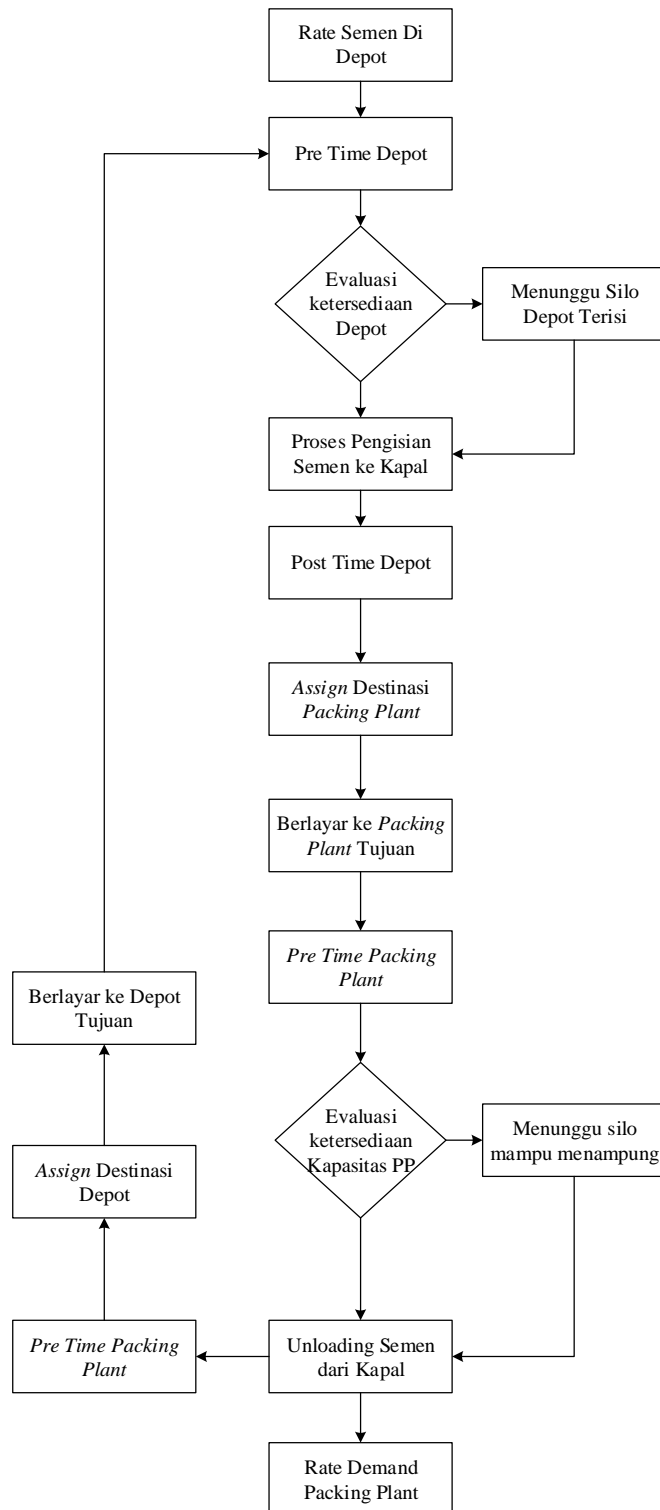 Rate Semen Di
Depot
Pre Time Depot
Evaluasi
ketersediaan
Depot
Menunggu Silo
Depot Terisi
Proses Pengisian
Semen ke Kapal
Post Time Depot
Assign Destinasi
Packing Plant
Berlayar ke Packing
Plant Tujuan
Pre Time Packing
Plant
Berlayar ke Depot
Tujuan
Evaluasi
ketersediaan
Kapasitas PP
Menunggu silo
mampu menampung
Assign Destinasi
Depot
Pre Time Packing
Plant
Unloading Semen
dari Kapal
Rate Demand
Packing Plant